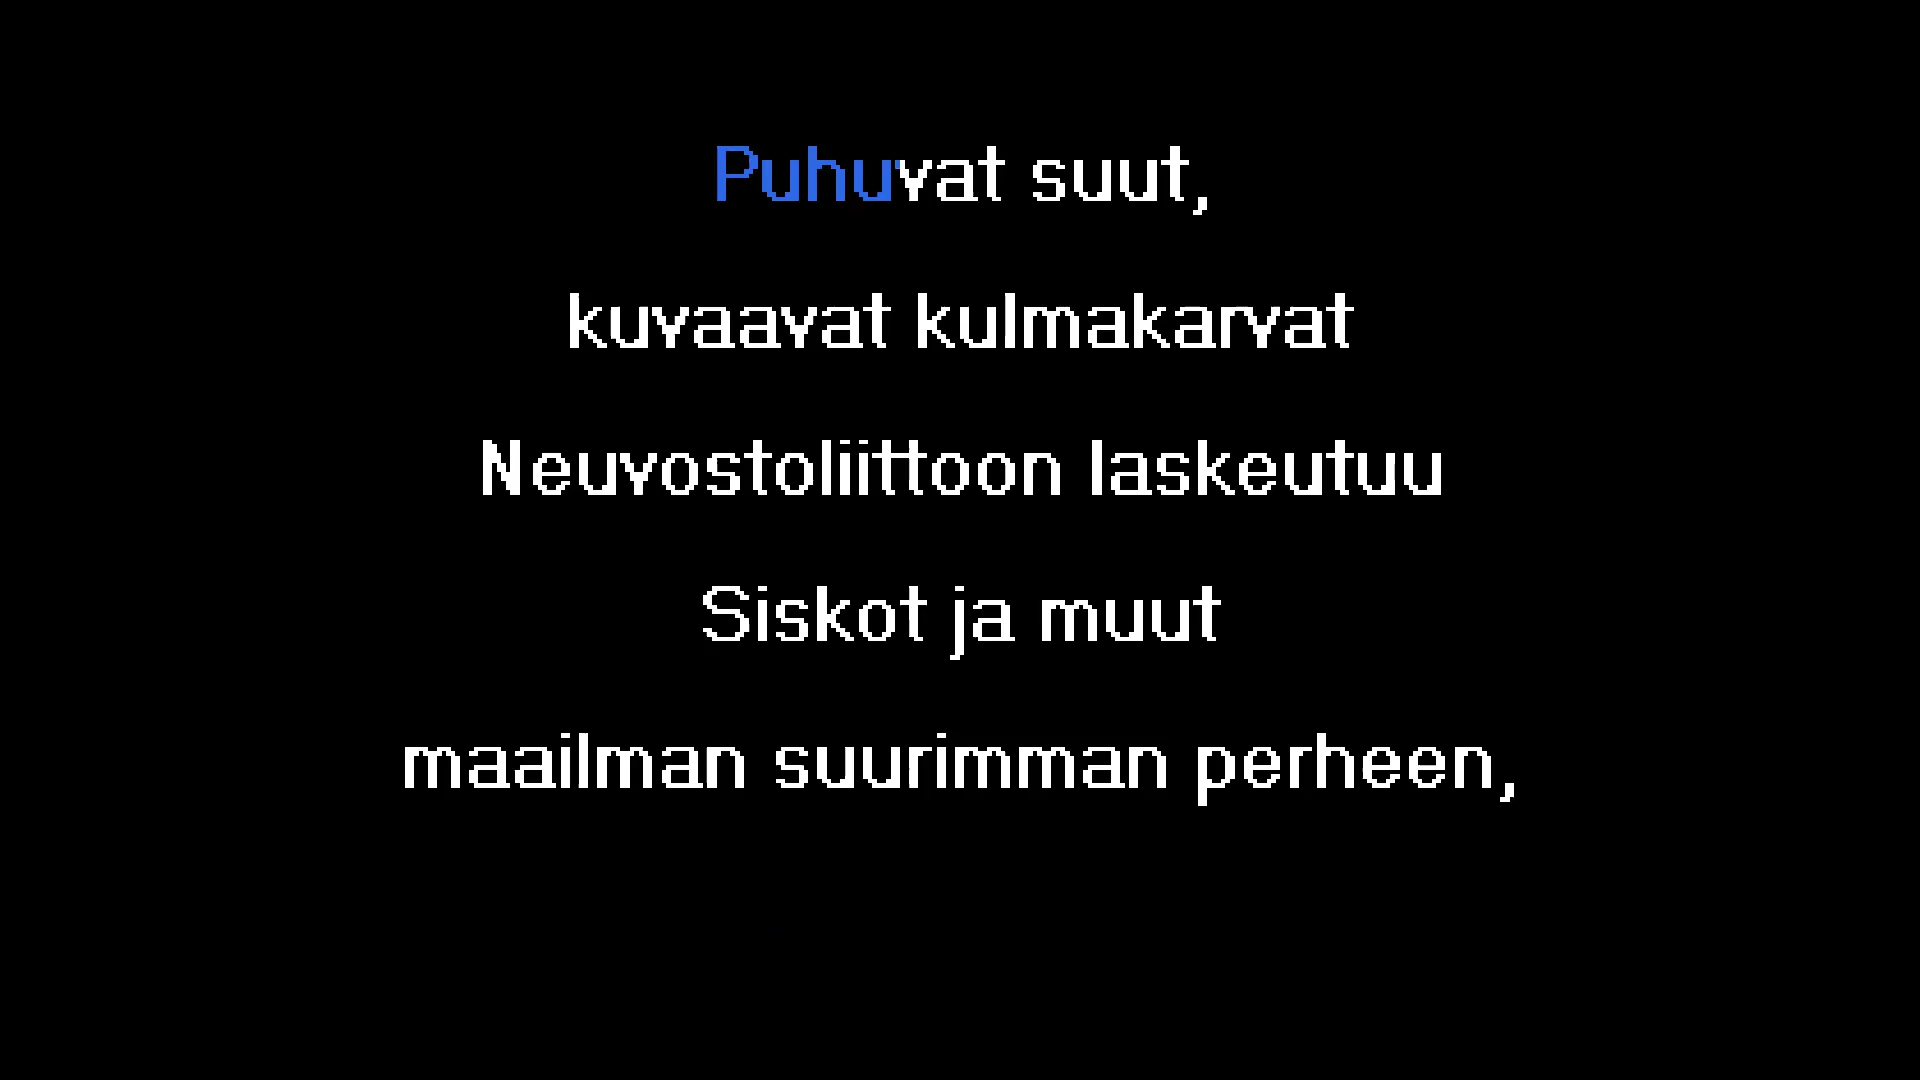 Puhuvat suut,
kuvaavat kulmakarvat
Neuvostoliittoon laskeutuu
Siskot ja muut
maailman suurimman perheen,